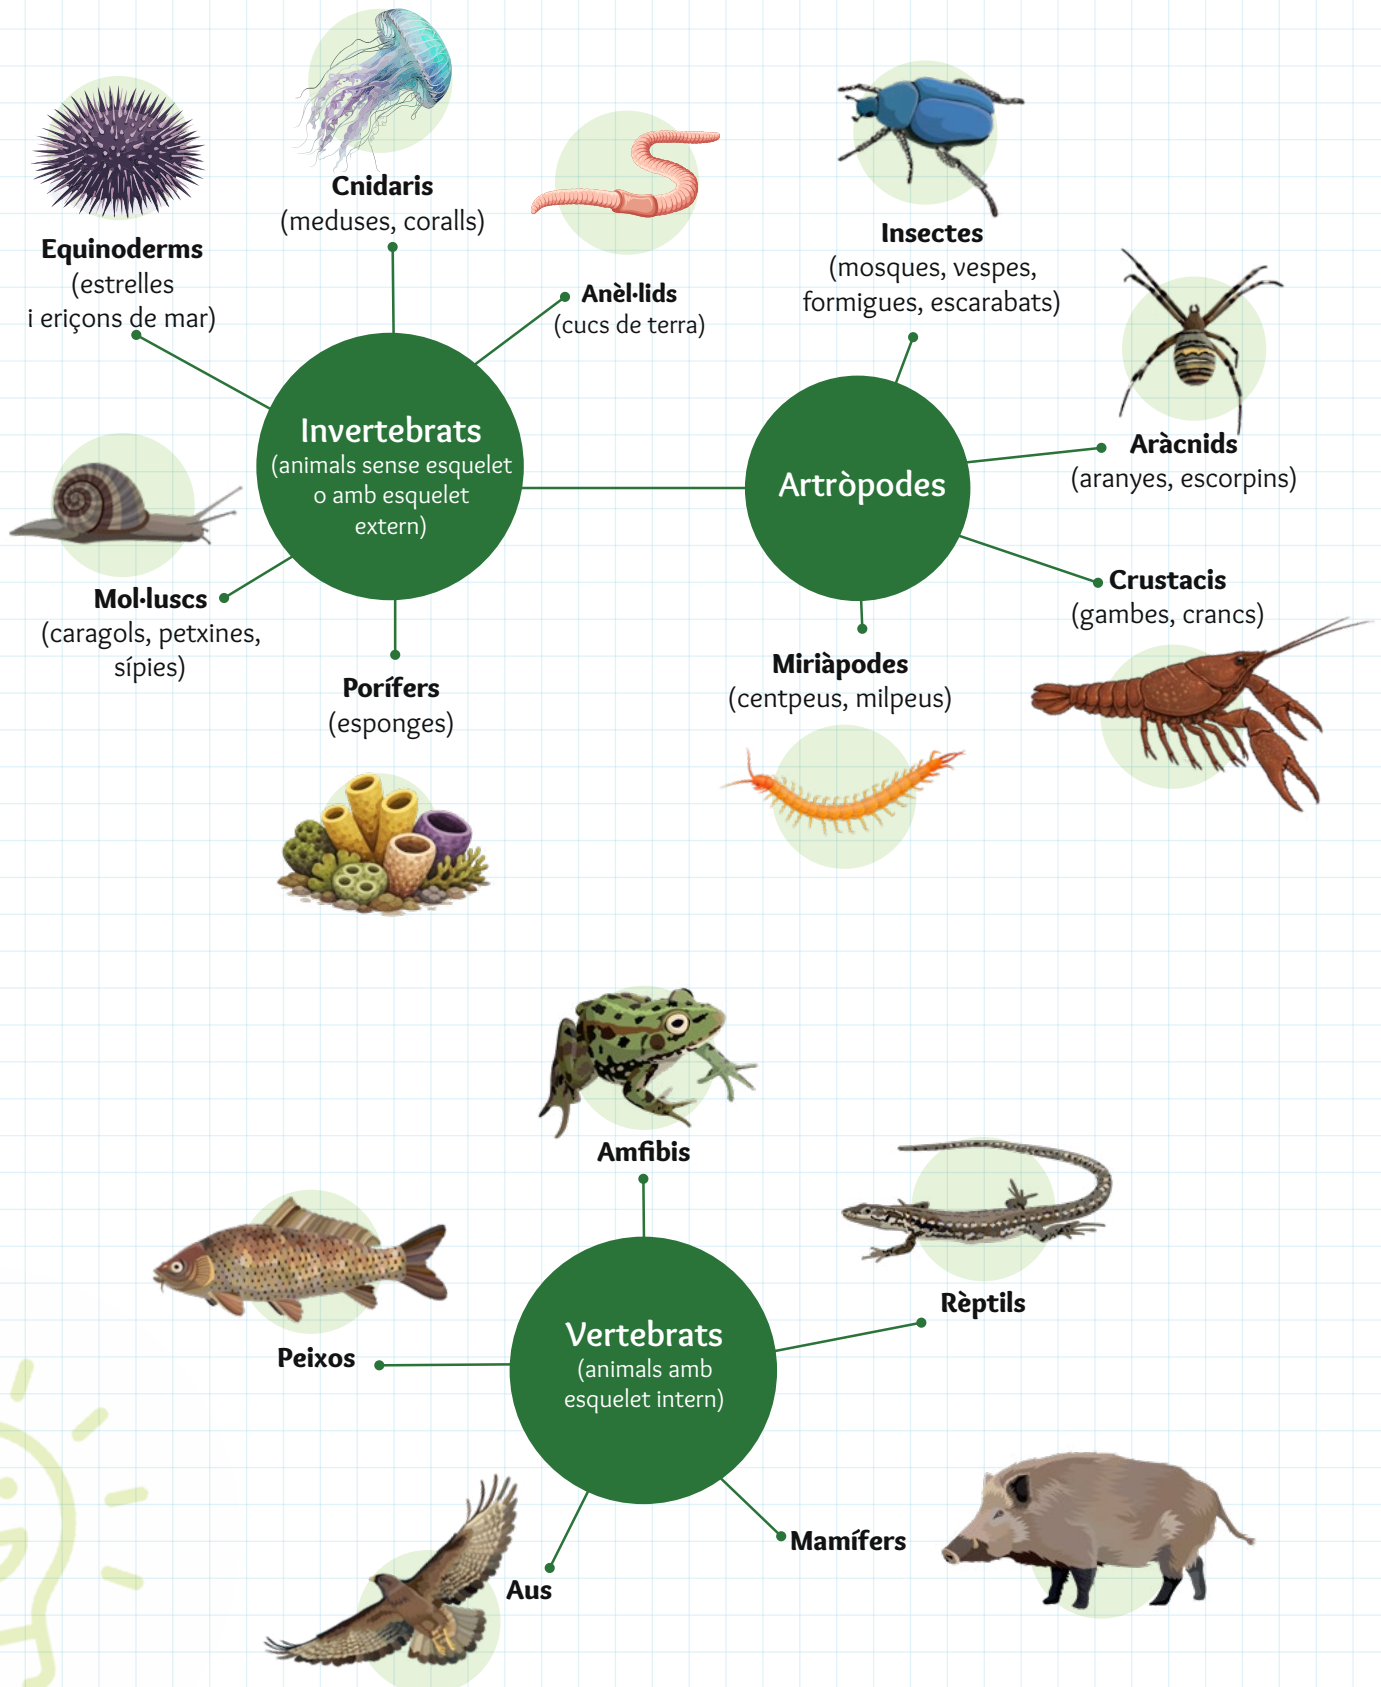 Cnidaris
(meduses, coralls)
Equinoderms
(estrelles
i eriçons de mar)
Anèl·lids
(cucs de terra)
Insectes
(mosques, vespes,
formigues, escarabats)
Invertebrats
(animals sense esquelet
o amb esquelet
extern)
Artròpodes
Aràcnids
(aranyes, escorpins)
Mol·luscs
(caragols, petxines,
sípies)
Crustacis
(gambes, crancs)
Porífers
(esponges)
Miriàpodes
(centpeus, milpeus)
Amfibis
Rèptils
Peixos
Vertebrats
(animals amb
esquelet intern)
Mamífers
Aus